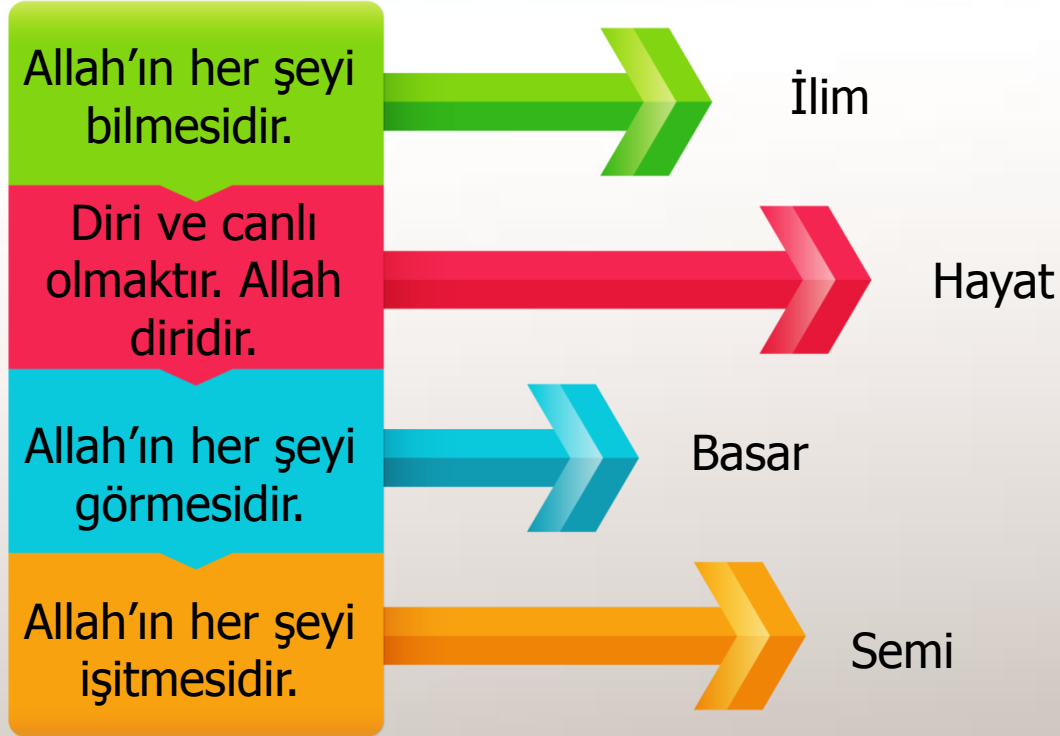 Allah’ın her şeyi
bilmesidir.
İlim
Diri ve canlı
olmaktır. Allah
diridir.
Hayat
Allah’ın her şeyi
görmesidir.
Basar
Allah’ın her şeyi
işitmesidir.
Semi